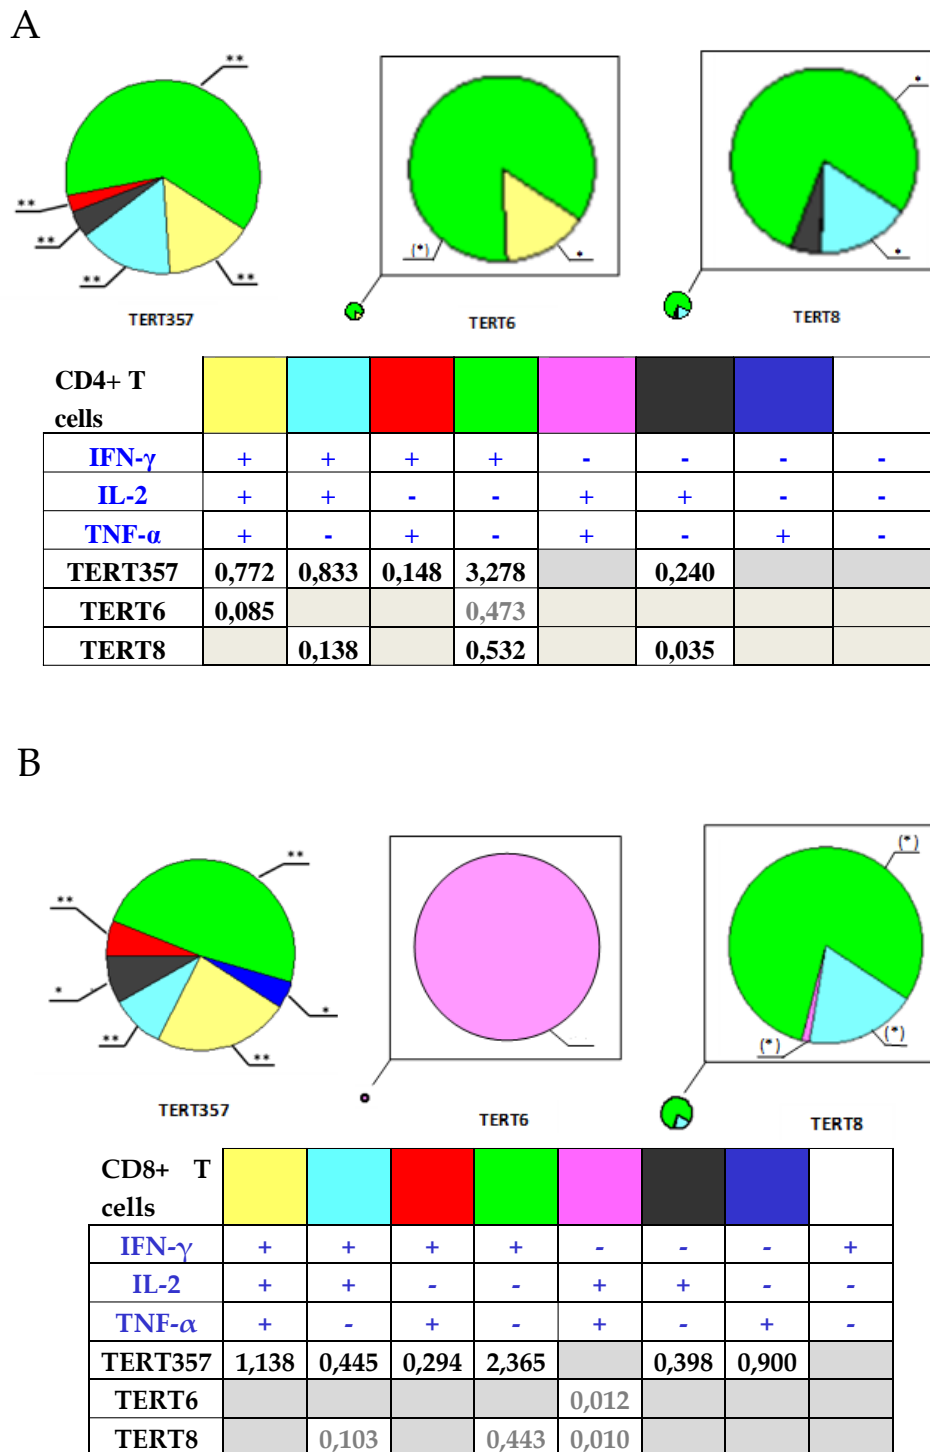 A
**
**
**
**
**
(*)
*
*
*
TERT357
TERT6
TERT8
CD4+ T
cells
IFN-γ + + + + - - - -
IL-2 + + - - + + - -
TNF-α + - + - + - + -
TERT357 0,772 0,833 0,148 3,278 0,240
TERT6 0,085 0,473
TERT8 0,138 0,532 0,035
B
**
**
*
**
**
*
(*)
(*)
(*)
TERT357
TERT6
TERT8
CD8+ T
cells
IFN-γ + + + + - - - +
IL-2 + + - - + + - -
TNF-α + - + - + - + -
TERT357 1,138 0,445 0,294 2,365 0,398 0,900
TERT6 0,012
TERT8 0,103 0,443 0,010